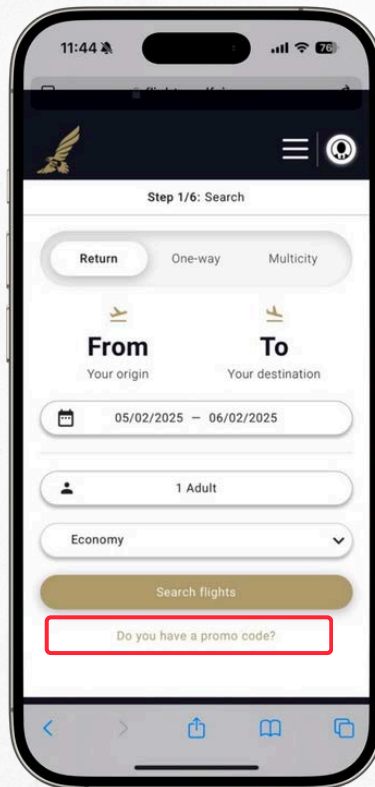 11:44
76
Step 1/6: Search
Return One-way Multicity
From To
Your origin Your destination
05/02/2025 – 06/02/2025
1 Adult
Economy
Search flights
Do you have a promo code?